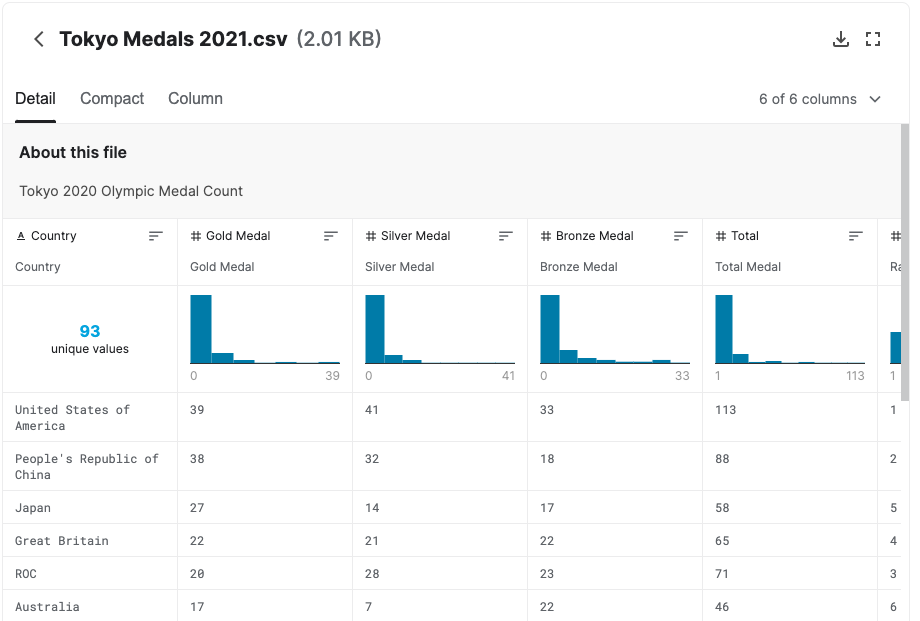 Tokyo Medals 2021.csv (2.01 KB)
Detail Compact Column 6 of 6 columns
About this file
Tokyo 2020 Olympic Medal Count
A Country # Gold Medal # Silver Medal # Bronze Medal # Total #
Country Gold Medal Silver Medal Bronze Medal Total Medal Ra
93
unique values
0 39 0 41 0 33 1 113 1
United States of America 39 41 33 113 1
People's Republic of China 38 32 18 88 2
Japan 27 14 17 58 5
Great Britain 22 21 22 65 4
ROC 20 28 23 71 3
Australia 17 7 22 46 6